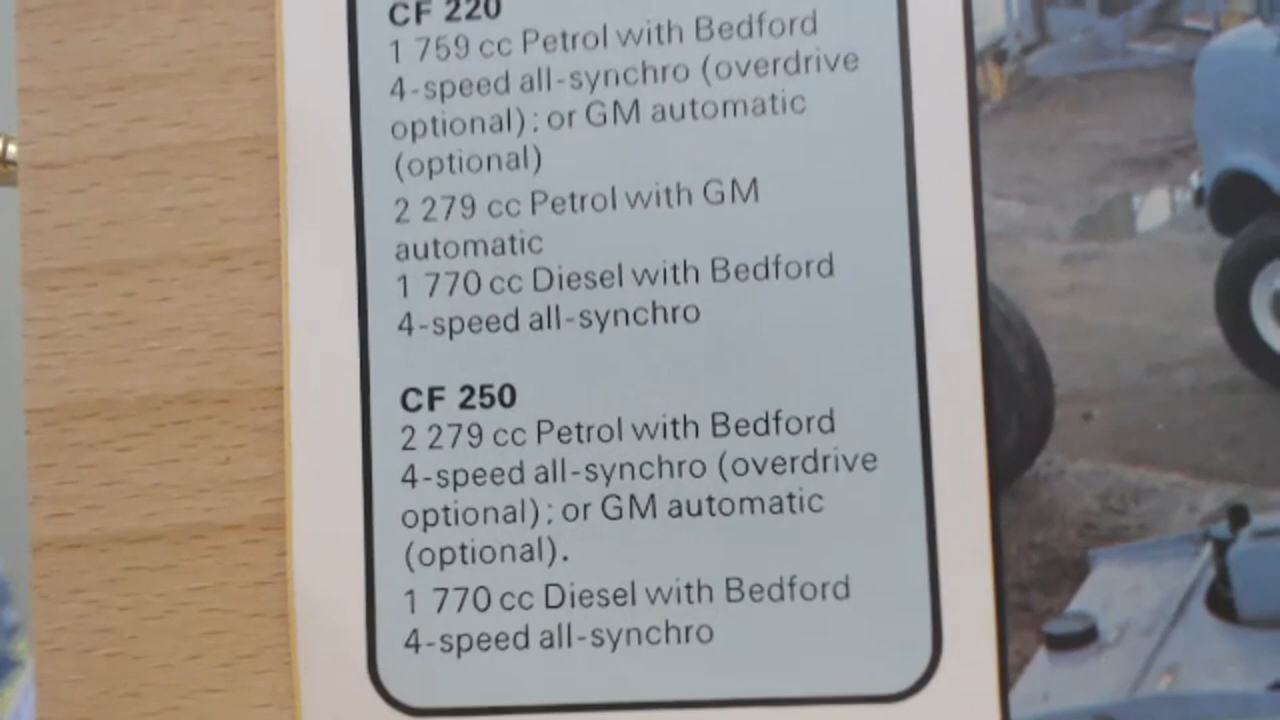 CF 220
1 759 cc Petrol with Bedford
4-speed all-synchro (overdrive
optional); or GM automatic
(optional)
2 279 cc Petrol with GM
automatic
1 770 cc Diesel with Bedford
4-speed all-synchro
CF 250
2 279 cc Petrol with Bedford
4-speed all-synchro (overdrive
optional); or GM automatic
(optional).
1 770 cc Diesel with Bedford
4-speed all-synchro